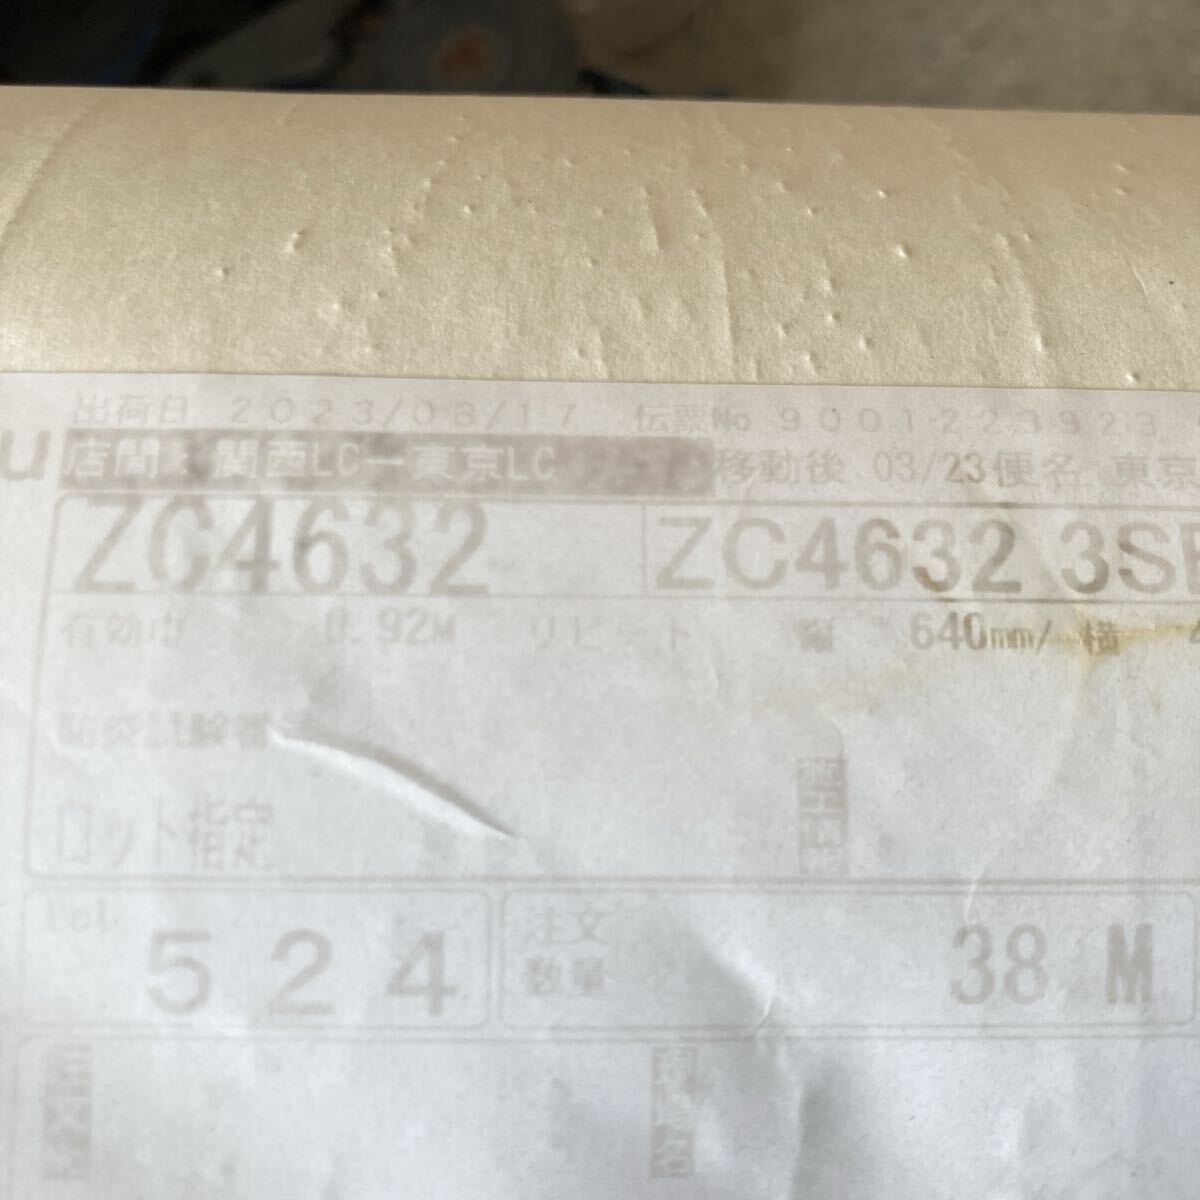 出荷日 2023/03/17 伝票No 9001223923
u 店間：関西LC→東京LC 移動後 03/23便名 東京
ZC4632 ZC4632 3S
有効巾 0.92M リピート 縦 640mm/ 横
防炎試験番
ロット指定
Lot. 524 注文数量 38 M